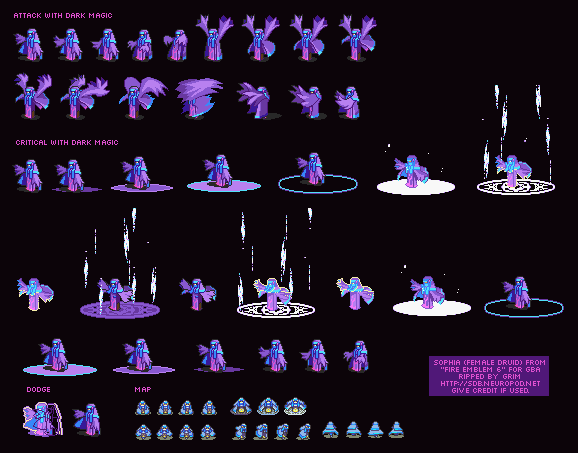 ATTACK WITH DARK MAGIC
CRITICAL WITH DARK MAGIC
SOPHIA (FEMALE DRUID) FROM
"FIRE EMBLEM 6" FOR GBA
RIPPED BY GRIM
HTTP://SDB.NEUROPOD.NET
GIVE CREDIT IF USED.
DODGE
MAP